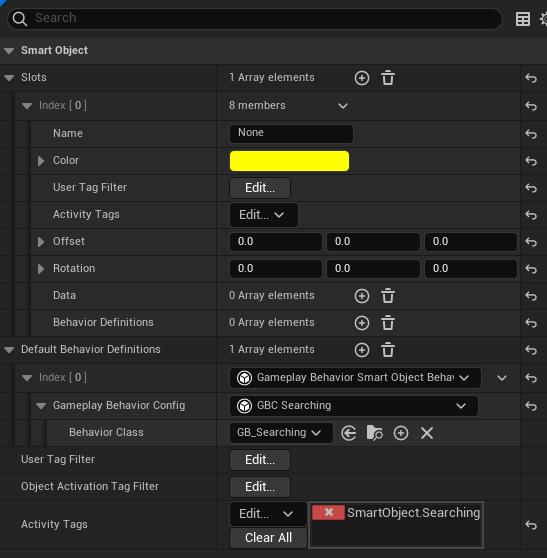 Search
Smart Object
Slots 1 Array elements
Index [ 0 ] 8 members
Name None
Color
User Tag Filter Edit...
Activity Tags Edit...
Offset 0.0 0.0 0.0
Rotation 0.0 0.0 0.0
Data 0 Array elements
Behavior Definitions 0 Array elements
Default Behavior Definitions 1 Array elements
Index [ 0 ] Gameplay Behavior Smart Object Behav
Gameplay Behavior Config GBC Searching
Behavior Class GB_Searching
User Tag Filter Edit...
Object Activation Tag Filter Edit...
Activity Tags Edit... SmartObject.Searching
Clear All